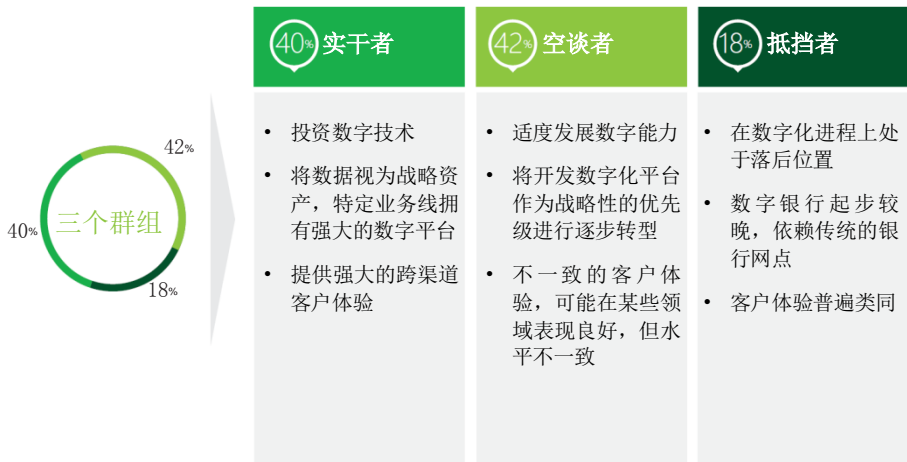 42%
40%
三个群组
18%
40% 实干者
• 投资数字技术
• 将数据视为战略资
产，特定业务线拥
有强大的数字平台
• 提供强大的跨渠道
客户体验
42% 空谈者
• 适度发展数字能力
• 将开发数字化平台
作为战略性的优先
级进行逐步转型
• 不一致的客户体
验，可能在某些领
域表现良好，但水
平不一致
18% 抵挡者
• 在数字化进程上处
于落后位置
• 数字银行起步较
晚，依赖传统的银
行网点
• 客户体验普遍类同